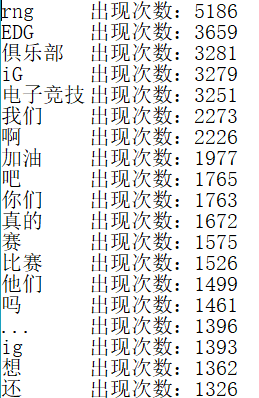 rng 出现次数：5186
EDG 出现次数：3659
俱乐部 出现次数：3281
iG 出现次数：3279
电子竞技 出现次数：3251
我们 出现次数：2273
啊 出现次数：2226
加油 出现次数：1977
吧 出现次数：1765
你们 出现次数：1763
真的 出现次数：1672
赛 出现次数：1575
比赛 出现次数：1526
他们 出现次数：1499
吗 出现次数：1461
... 出现次数：1396
ig 出现次数：1393
想 出现次数：1362
还 出现次数：1326